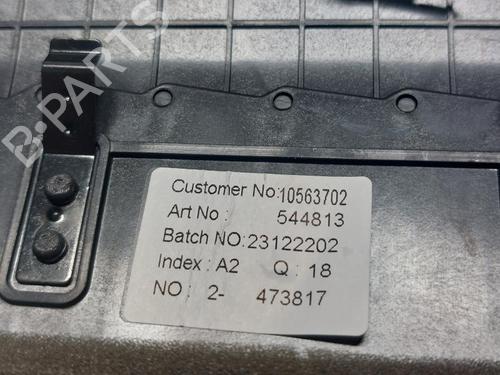 B-PARTS
Customer No:10563702
Art No : 544813
Batch NO:23122202
Index : A2 Q : 18
NO : 2- 473817